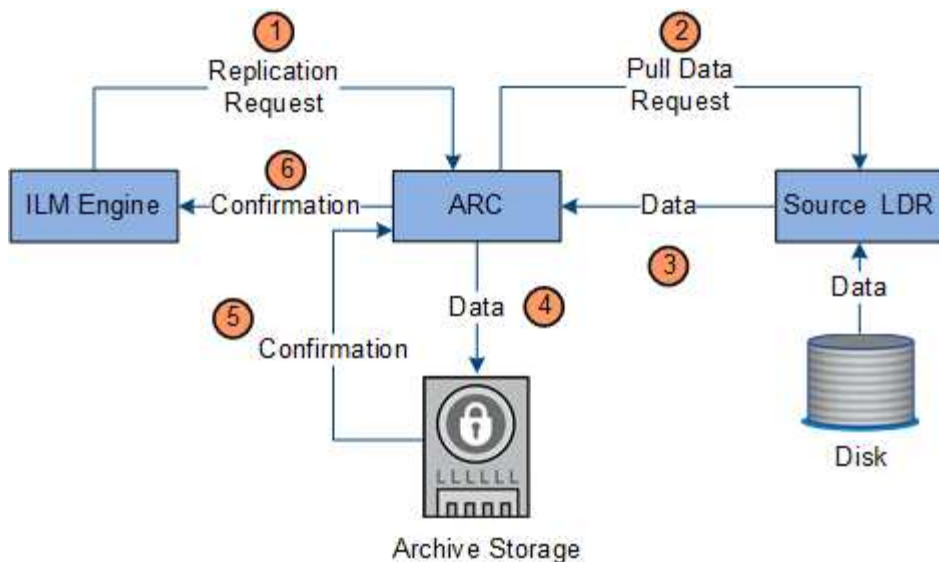 1
Replication
Request
2
Pull Data
Request
ILM Engine
6
Confirmation
ARC
Data
3
Source LDR
5
Confirmation
Data
4
Data
LLLLLL
Archive Storage
Disk